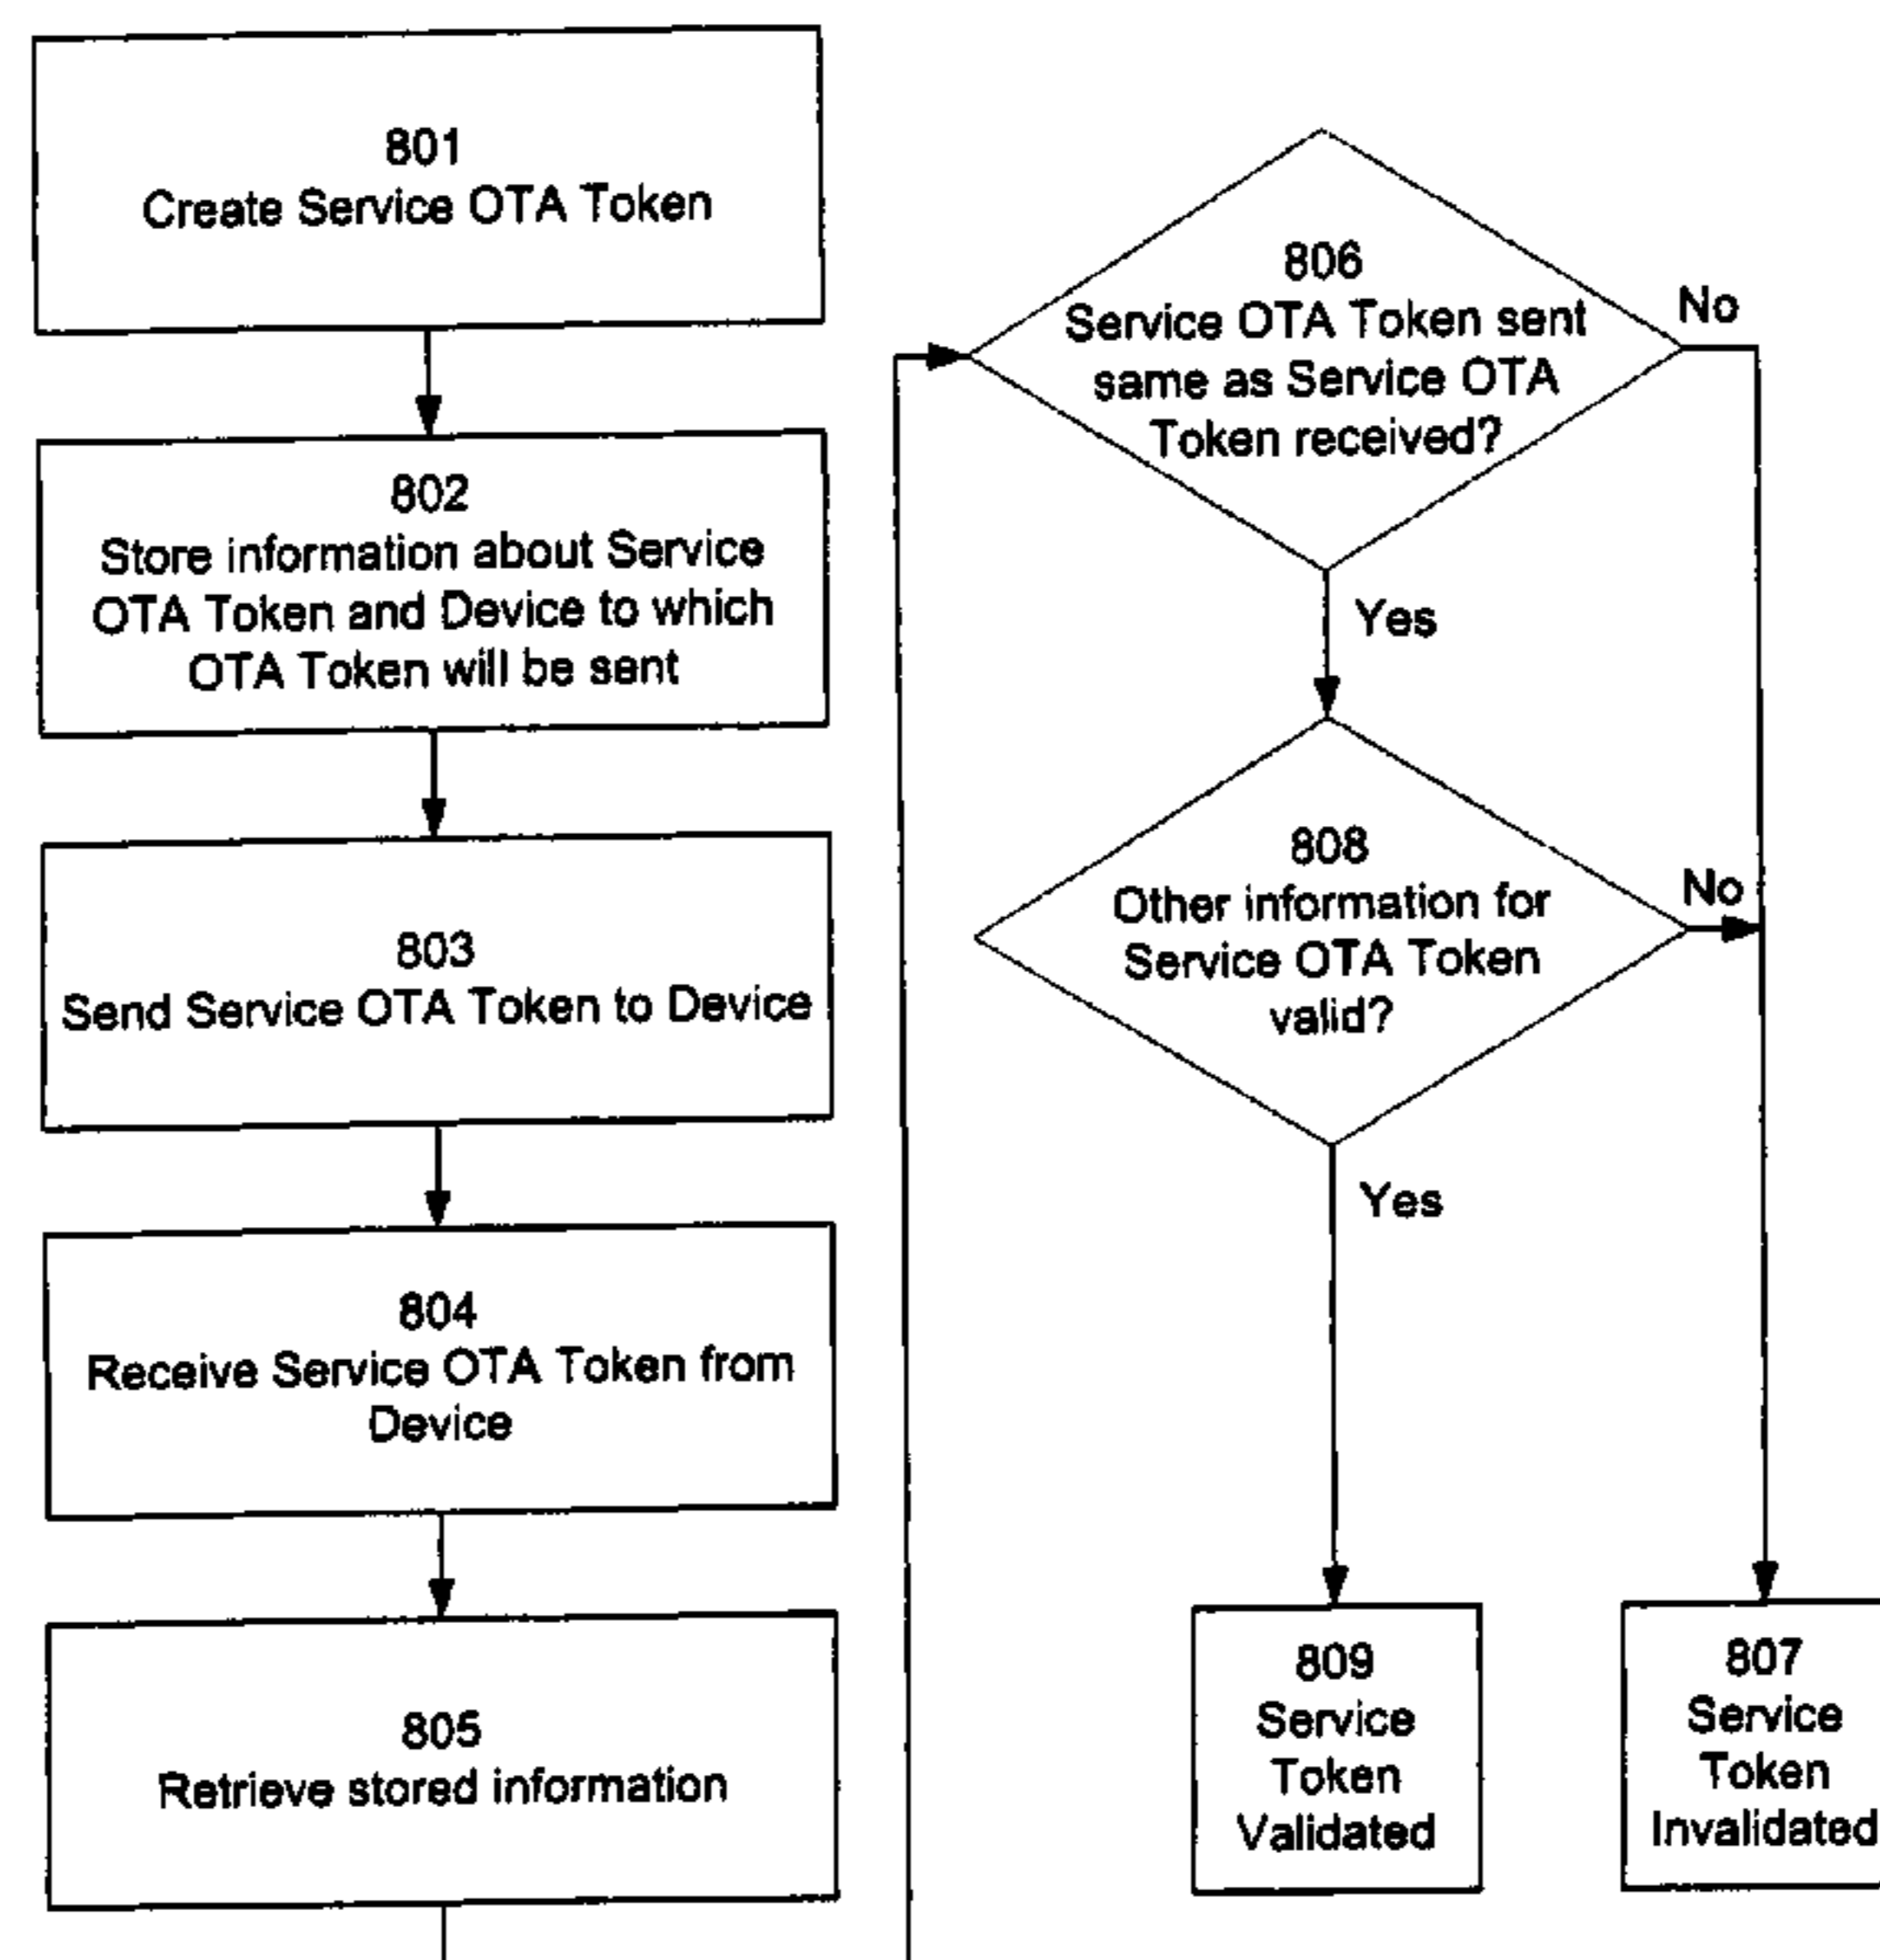 801
Create Service OTA Token
802
Store information about Service
OTA Token and Device to which
OTA Token will be sent
803
Send Service OTA Token to Device
804
Receive Service OTA Token from
Device
805
Retrieve stored information
806
Service OTA Token sent
same as Service OTA
Token received?
No
Yes
808
Other information for
Service OTA Token
valid?
No
Yes
809
Service
Token
Validated
807
Service
Token
Invalidated